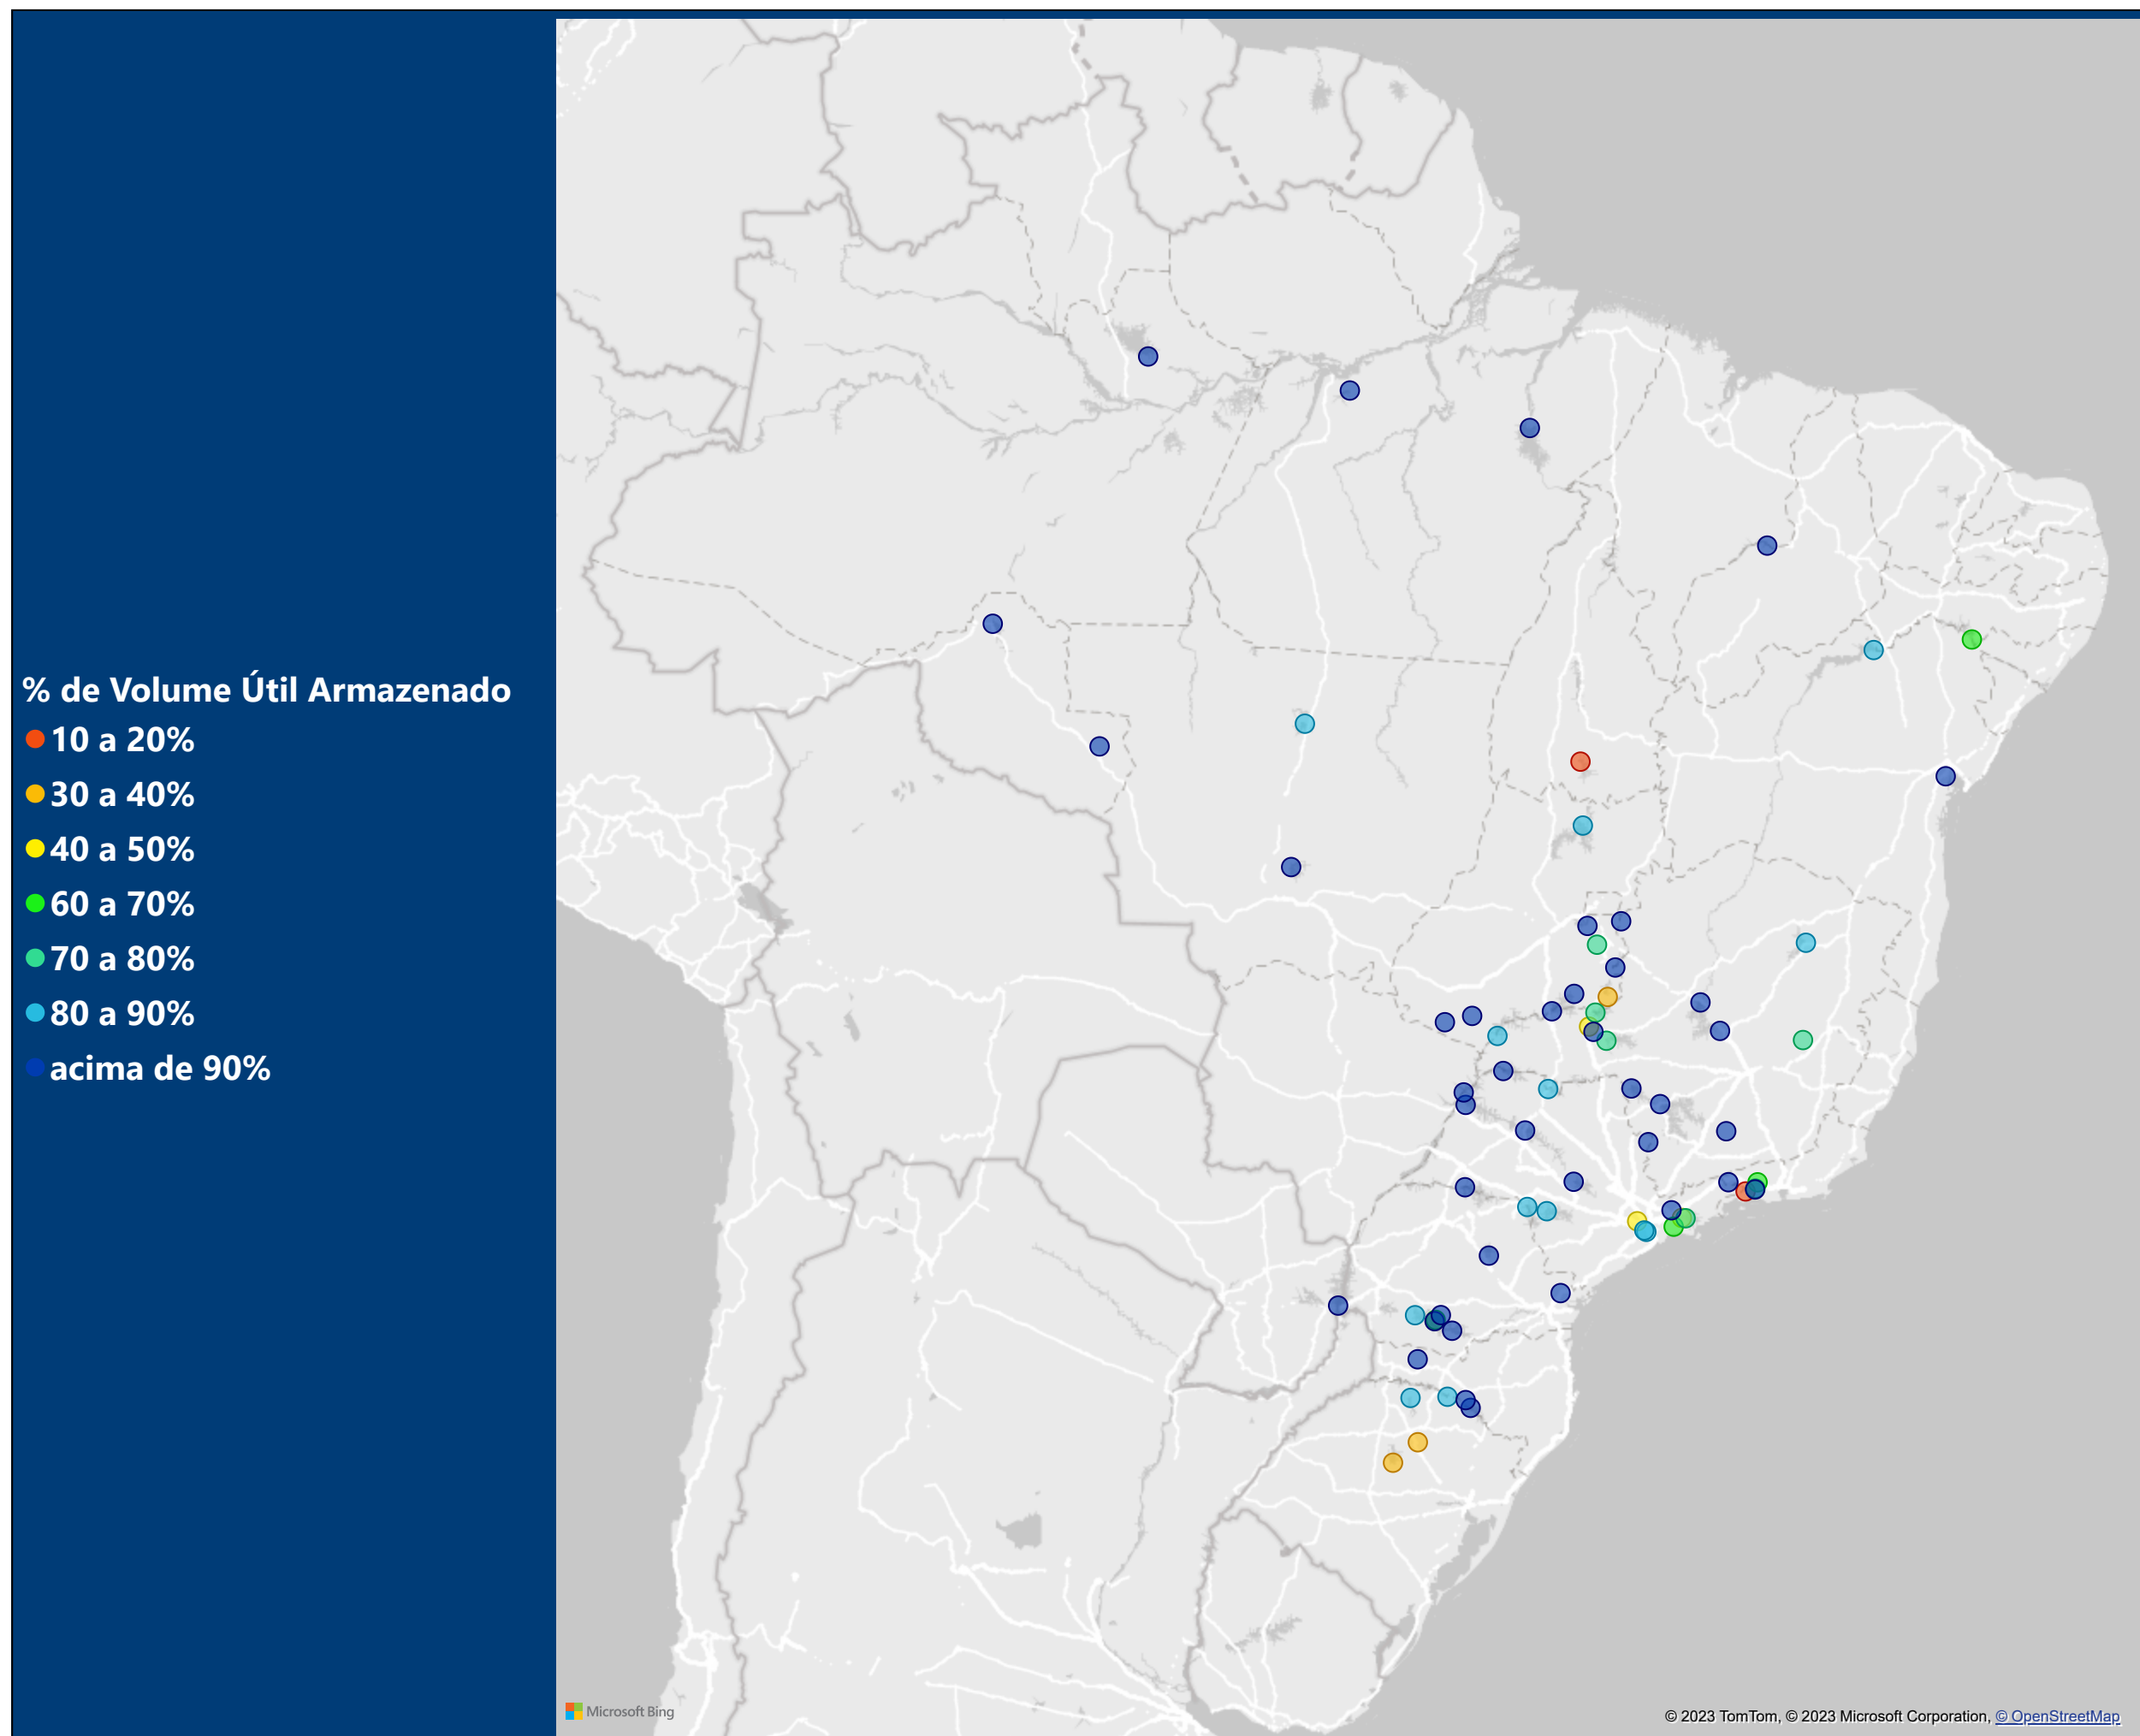 % de Volume Útil Armazenado
10 a 20%
30 a 40%
40 a 50%
60 a 70%
70 a 80%
80 a 90%
acima de 90%
Microsoft Bing
© 2023 TomTom, © 2023 Microsoft Corporation, © OpenStreetMap